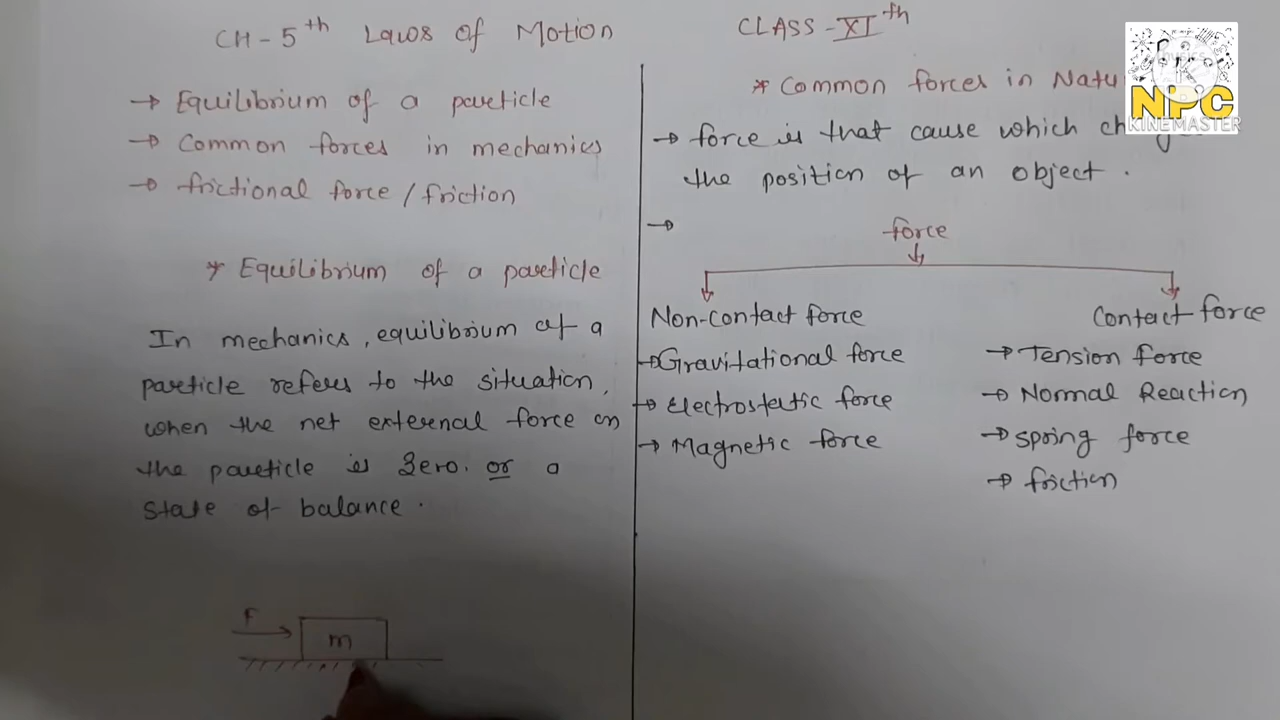 CH-5th Laws of Motion
CLASS-XIth
→ Equilibrium of a particle
→ Common forces in mechanics
→ frictional force / friction
* Equilibrium of a particle
In mechanics, equilibrium of a
particle refers to the situation,
when the net external force on
the particle is zero. or a
state of balance.
F
m
* Common forces in Natu
→ force is that cause which
the position of an object.
→
force
Non-Contact force
→ Gravitational force
→ Electrostatic force
→ Magnetic force
Contact force
→ Tension force
→ Normal Reaction
→ spring force
→ friction
NPC
KINEMASTER